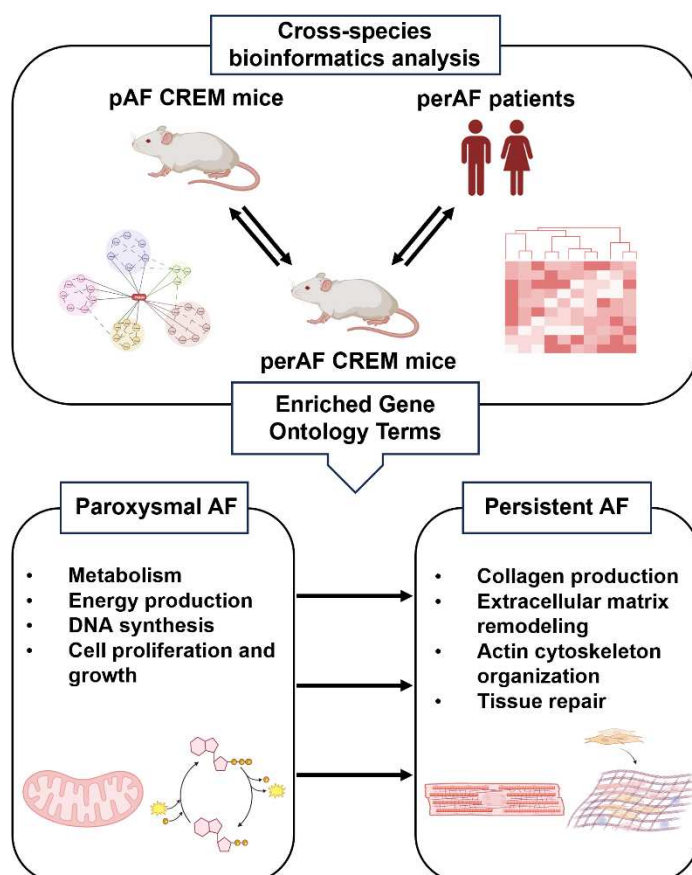 Cross-species
bioinformatics analysis
pAF CREM mice
perAF patients
perAF CREM mice
Enriched Gene
Ontology Terms
Paroxysmal AF
• Metabolism
• Energy production
• DNA synthesis
• Cell proliferation and
growth
Persistent AF
• Collagen production
• Extracellular matrix
remodeling
• Actin cytoskeleton
organization
• Tissue repair